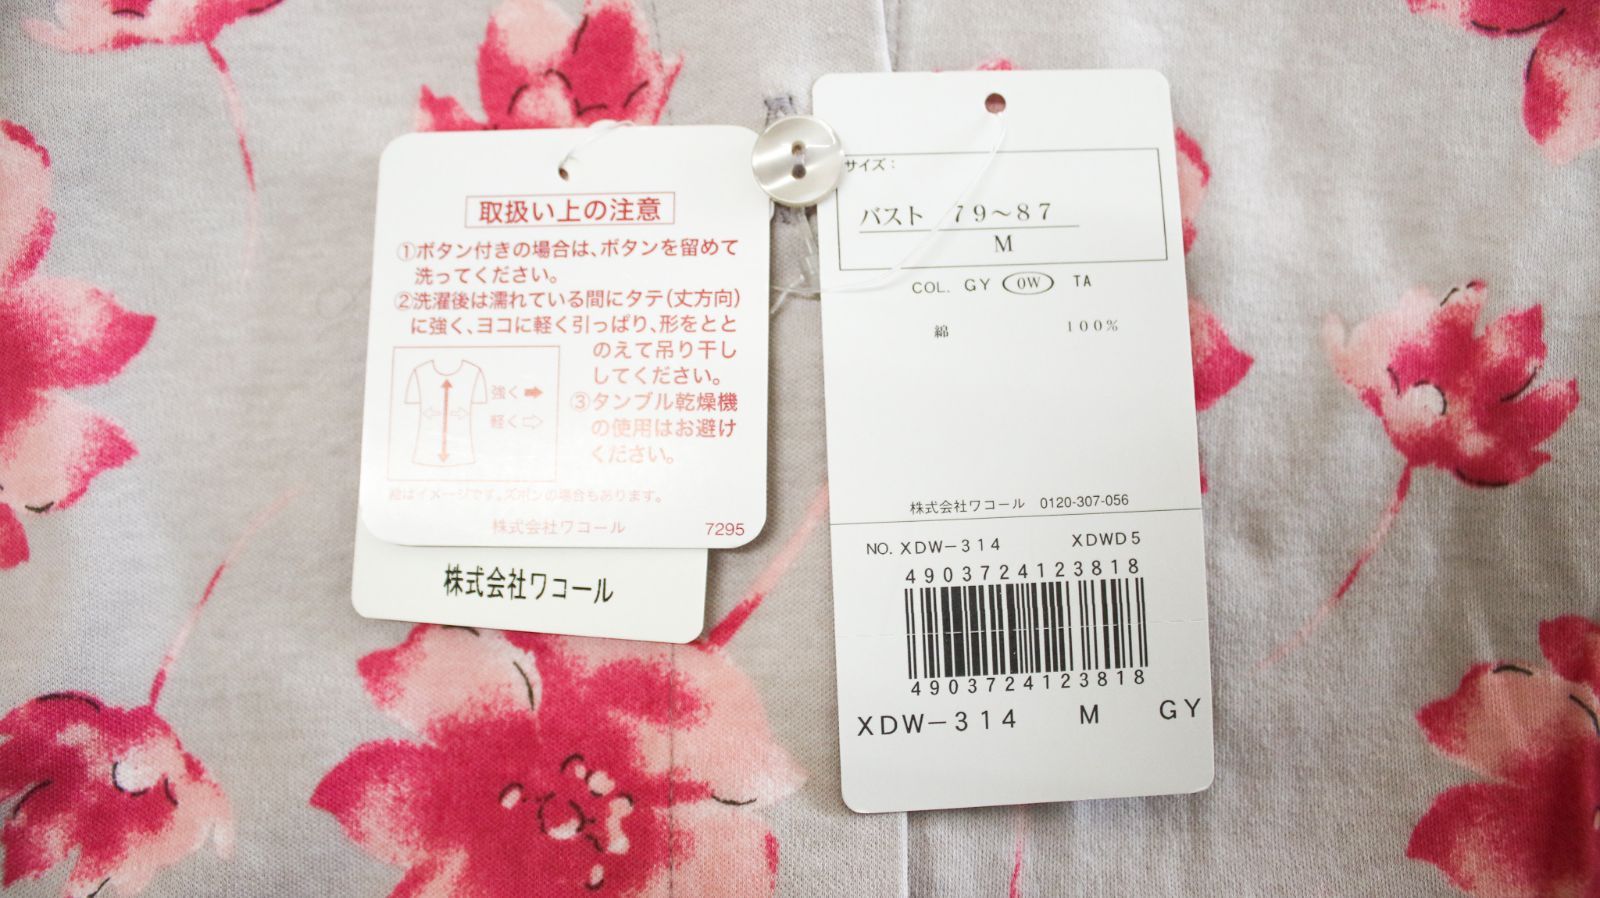 取扱い上の注意
①ボタン付きの場合は、ボタンを留めて
洗ってください。
②洗濯後は濡れている間にタテ(丈方向)
に強く、ヨコに軽く引っぱり、形をとと
のえて吊り干し
してください。
強く
軽く
③タンブル乾燥機
の使用はお避け
ください。
絵はイメージです。ズボンの場合もあります。
株式会社ワコール
7295
株式会社ワコール
サイズ:
バスト 79～87
M
COL. GY OW TA
綿 100%
株式会社ワコール 0120-307-056
NO. XDW-314 XDWD5
4903724123818
4903724123818
XDW-314 M GY